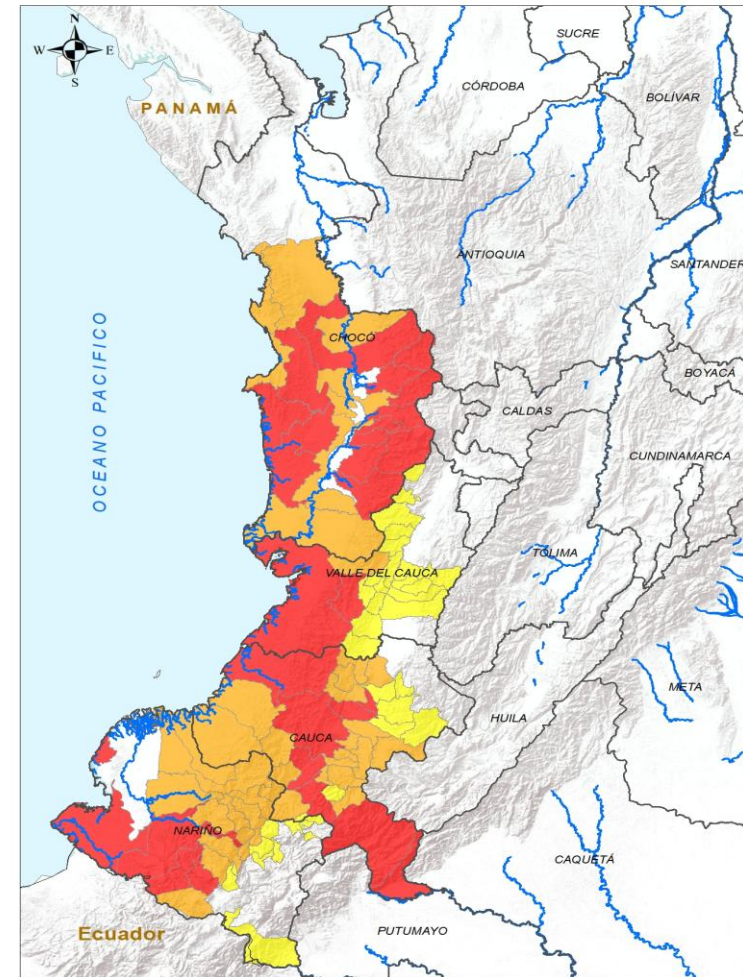 N
W E
S
SUCRE
CÓRDOBA
BOLÍVAR
PANAMÁ
ANTIOQUIA
SANTANDER
OCEANO PACIFICO
CHOCÓ
BOYACÁ
CALDAS
CUNDINAMARCA
TOLIMA
VALLE DEL CAUCA
META
HUILA
CAUCA
NARIÑO
CAQUETÁ
Ecuador
PUTUMAYO